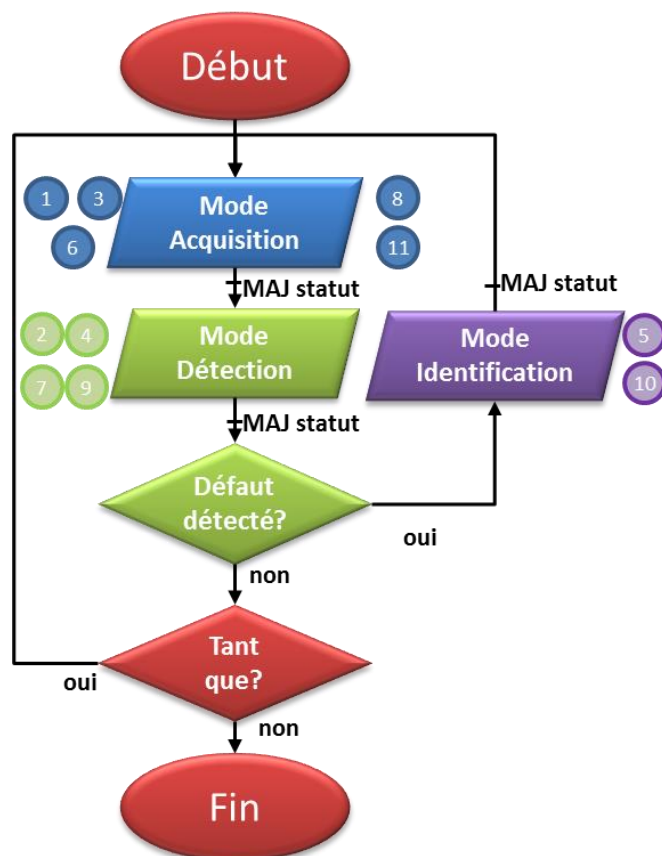 Début
1
3
Mode
Acquisition
8
6
11
MAJ statut
MAJ statut
2
4
Mode
Détection
7
9
Mode
Identification
5
10
MAJ statut
Défaut
détecté?
oui
non
Tant
que?
oui
non
Fin